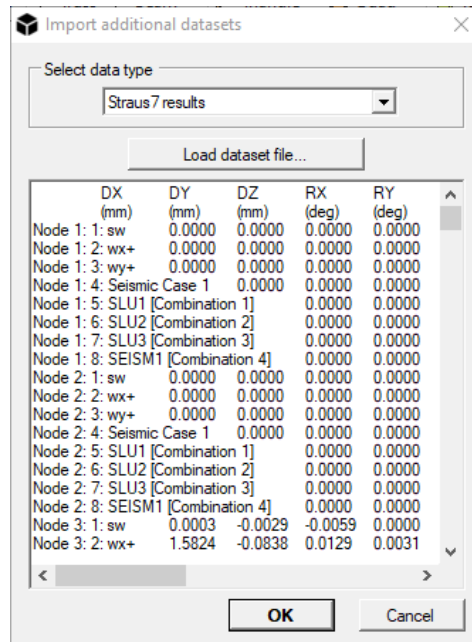 Import additional datasets
Select data type
Straus7 results
Load dataset file...
DX DY DZ RX RY
(mm) (mm) (mm) (deg) (deg)
Node 1: 1: sw 0.0000 0.0000 0.0000 0.0000
Node 1: 2: wx+ 0.0000 0.0000 0.0000 0.0000
Node 1: 3: wy+ 0.0000 0.0000 0.0000 0.0000
Node 1: 4: Seismic Case 1 0.0000 0.0000 0.0000
Node 1: 5: SLU1 [Combination 1] 0.0000 0.0000
Node 1: 6: SLU2 [Combination 2] 0.0000 0.0000
Node 1: 7: SLU3 [Combination 3] 0.0000 0.0000
Node 1: 8: SEISM1 [Combination 4] 0.0000 0.0000
Node 2: 1: sw 0.0000 0.0000 0.0000 0.0000
Node 2: 2: wx+ 0.0000 0.0000 0.0000 0.0000
Node 2: 3: wy+ 0.0000 0.0000 0.0000 0.0000
Node 2: 4: Seismic Case 1 0.0000 0.0000 0.0000
Node 2: 5: SLU1 [Combination 1] 0.0000 0.0000
Node 2: 6: SLU2 [Combination 2] 0.0000 0.0000
Node 2: 7: SLU3 [Combination 3] 0.0000 0.0000
Node 2: 8: SEISM1 [Combination 4] 0.0000 0.0000
Node 3: 1: sw 0.0003 -0.0029 -0.0059 0.0000
Node 3: 2: wx+ 1.5824 -0.0838 0.0129 0.0031
OK Cancel